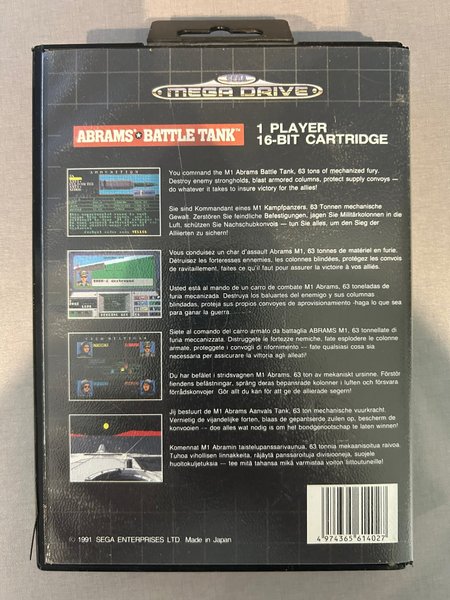 SEGA
MEGA DRIVE
ABRAMS★BATTLE TANK™
1 PLAYER
16-BIT CARTRIDGE
You command the M1 Abrams Battle Tank, 63 tons of mechanized fury.
Destroy enemy strongholds, blast armored columns, protect supply convoys —
do whatever it takes to insure victory for the allies!
Sie sind Kommandant eines M1 Kampfpanzers. 83 Tonnen Mechanische
Gewalt. Zerstören Sie feindliche Befestigungen, jagen Sie Militärkolonnen in die
Luft, schützen Sie Nachschubkonvois — tun Sie alles, um den Sieg der
Alliierten zu sichern!
Vous conduisez un char d'assault Abrams M1, 63 tonnes de matériel en furie.
Détruisez les forteresses ennemies, les colonnes blindées, protégez les convois
de ravitaillement, faites ce qu'il faut pour assurer la victoire à vos alliés.
Usted está al mando de un carro de combate M1 Abrams, 63 toneladas de
furia mecanizada. Destruya los baluartes del enemigo y sus columnas
blindadas, proteja sus propios convoyes de aprovisionamiento -haga lo que sea
para ganar la guerra
Siete al comando del carro armato da battaglia ABRAMS M1, 63 tonnellate di
furia meccanizzata. Distruggete le fortezze nemiche, fate esplodere le colonne
armate, proteggete i convogli di rifornimento -- fate qualsiasi cosa sia
necessaria per assicurare la vittoria agli alleati!
Du har befälet i stridsvagnen M1 Abrams, 63 ton av mekaniskt ursinne. Förstör
fiendens befästningar, spräng deras bepansrade kolonner i luften och försvara
förrådskonvojer Gör allt du kan för att ge de allierade segern!
Jij bestuurt de M1 Abrams Aanvals Tank, 63 ton mechanische vuurkracht.
Vernietig de vijandelijke forten, blaas de gepantserde zuilen op, bescherm de
konvooien — doe alles wat nodig is om het bondgenootschap te laten winnen!
Komennat M1 Abramin taistelupanssarivaunua, 63 tonnia mekaanisoitua raivoa.
Tuhoa vihollisen linnakkeita, räjäytä panssaroituja divisiooneja, suojele
huoltokuljetuksia — tee mitä tahansa mikä varmistaa voiton liittoutuneille!
© 1991 SEGA ENTERPRISES LTD Made in Japan
4 974365 614027